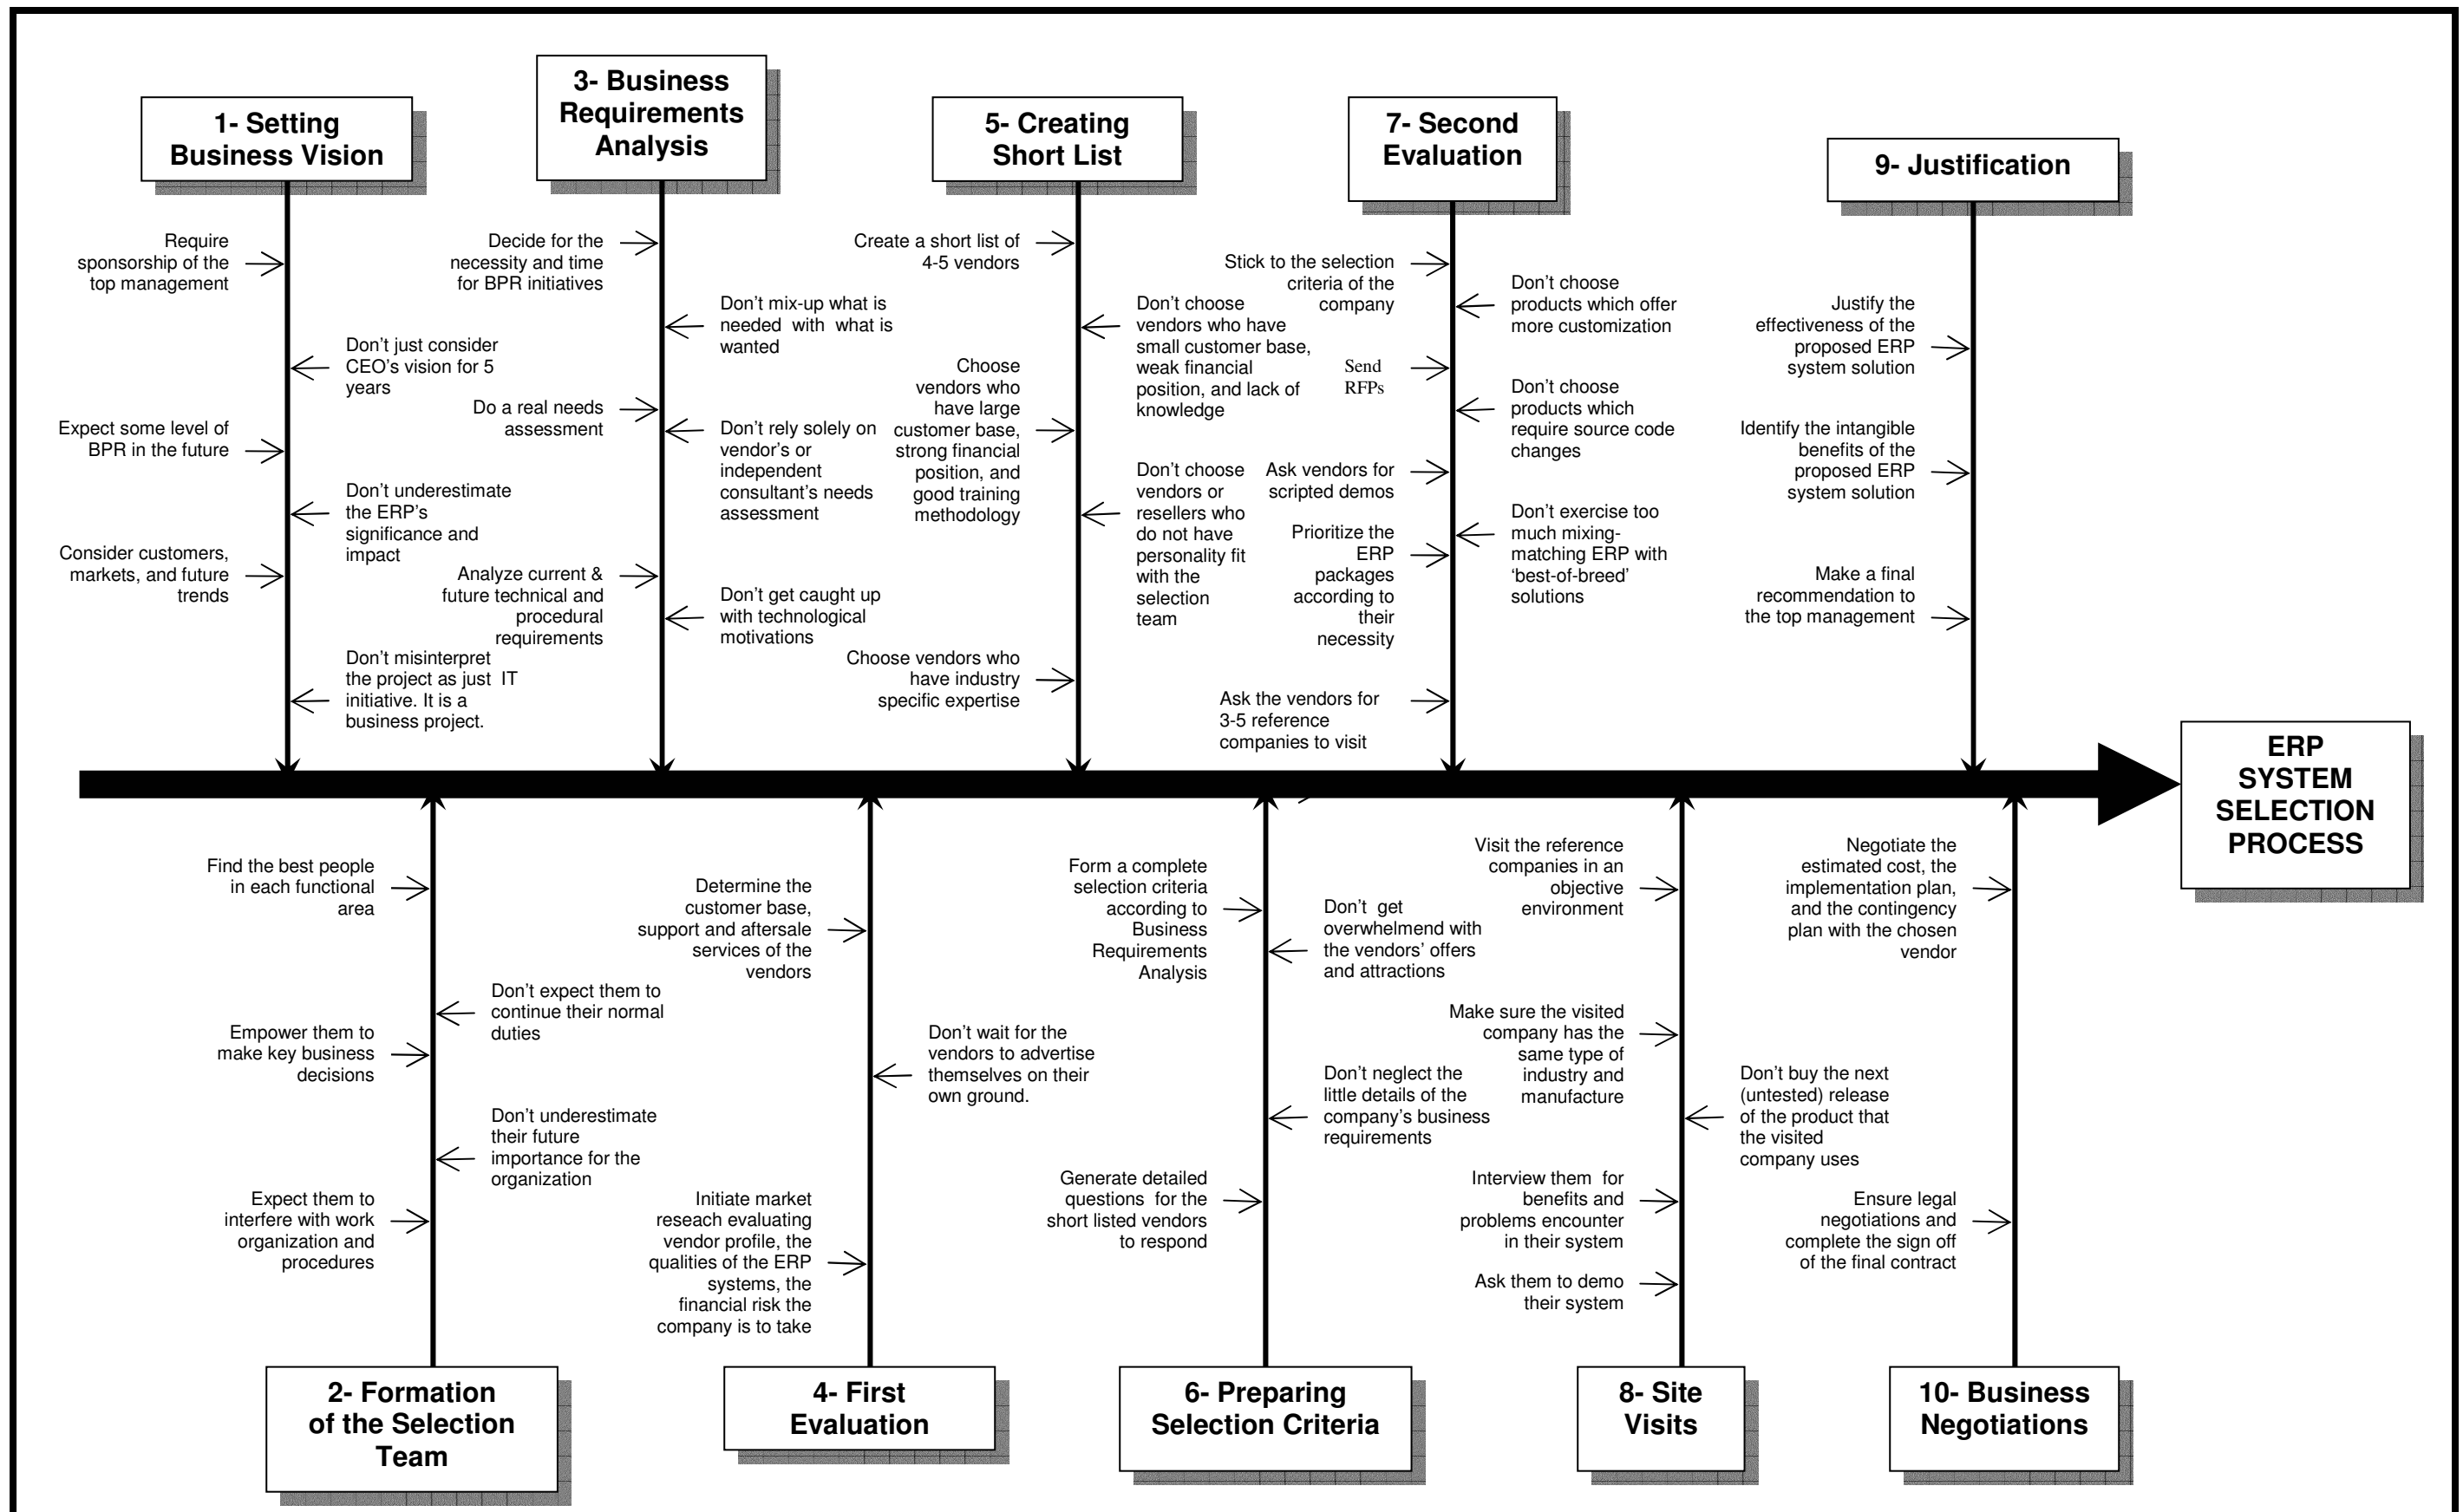 1- Setting
Business Vision
Require
sponsorship of the
top management
Don't just consider
CEO's vision for 5
years
Expect some level of
BPR in the future
Don't underestimate
the ERP's
significance and
impact
Consider customers,
markets, and future
trends
Don't misinterpret
the project as just  IT
initiative. It is a
business project.
3- Business
Requirements
Analysis
Decide for the
necessity and time
for BPR initiatives
Don't mix-up what is
needed  with  what is
wanted
Do a real needs
assessment
Don't rely solely on
vendor's or
independent
consultant's needs
assessment
Analyze current &
future technical and
procedural
requirements
Don't get caught up
with technological
motivations
5- Creating
Short List
Create a short list of
4-5 vendors
Don't choose
vendors who have
small customer base,
weak financial
position, and lack of
knowledge
Choose
vendors who
have large
customer base,
strong financial
position, and
good training
methodology
Don't choose
vendors or
resellers who
do not have
personality fit
with the
selection
team
Choose vendors who
have industry
specific expertise
7- Second
Evaluation
Stick to the selection
criteria of the
company
Don't choose
products which offer
more customization
Send
RFPs
Don't choose
products which
require source code
changes
Ask vendors for
scripted demos
Don't exercise too
much mixing-
matching ERP with
‘best-of-breed’
solutions
Prioritize the
ERP
packages
according to
their
necessity
Ask the vendors for
3-5 reference
companies to visit
9- Justification
Justify the
effectiveness of the
proposed ERP
system solution
Identify the intangible
benefits of the
proposed ERP
system solution
Make a final
recommendation to
the top management
ERP
SYSTEM
SELECTION
PROCESS
Find the best people
in each functional
area
Don't expect them to
continue their normal
duties
Empower them to
make key business
decisions
Don't underestimate
their future
importance for the
organization
Expect them to
interfere with work
organization and
procedures
2- Formation
of the Selection
Team
Determine the
customer base,
support and aftersale
services of the
vendors
Don't wait for the
vendors to advertise
themselves on their
own ground.
Initiate market
reseach evaluating
vendor profile, the
qualities of the ERP
systems, the
financial risk the
company is to take
4- First
Evaluation
Form a complete
selection criteria
according to
Business
Requirements
Analysis
Don't  get
overwhelmend with
the vendors' offers
and attractions
Don't neglect the
little details of the
company's business
requirements
Generate detailed
questions  for the
short listed vendors
to respond
6- Preparing
Selection Criteria
Visit the reference
companies in an
objective
environment
Make sure the visited
company has the
same type of
industry and
manufacture
Don't buy the next
(untested) release
of the product that
the visited
company uses
Interview them  for
benefits and
problems encounter
in their system
Ask them to demo
their system
8- Site
Visits
Negotiate the
estimated cost, the
implementation plan,
and the contingency
plan with the chosen
vendor
Ensure legal
negotiations and
complete the sign off
of the final contract
10- Business
Negotiations